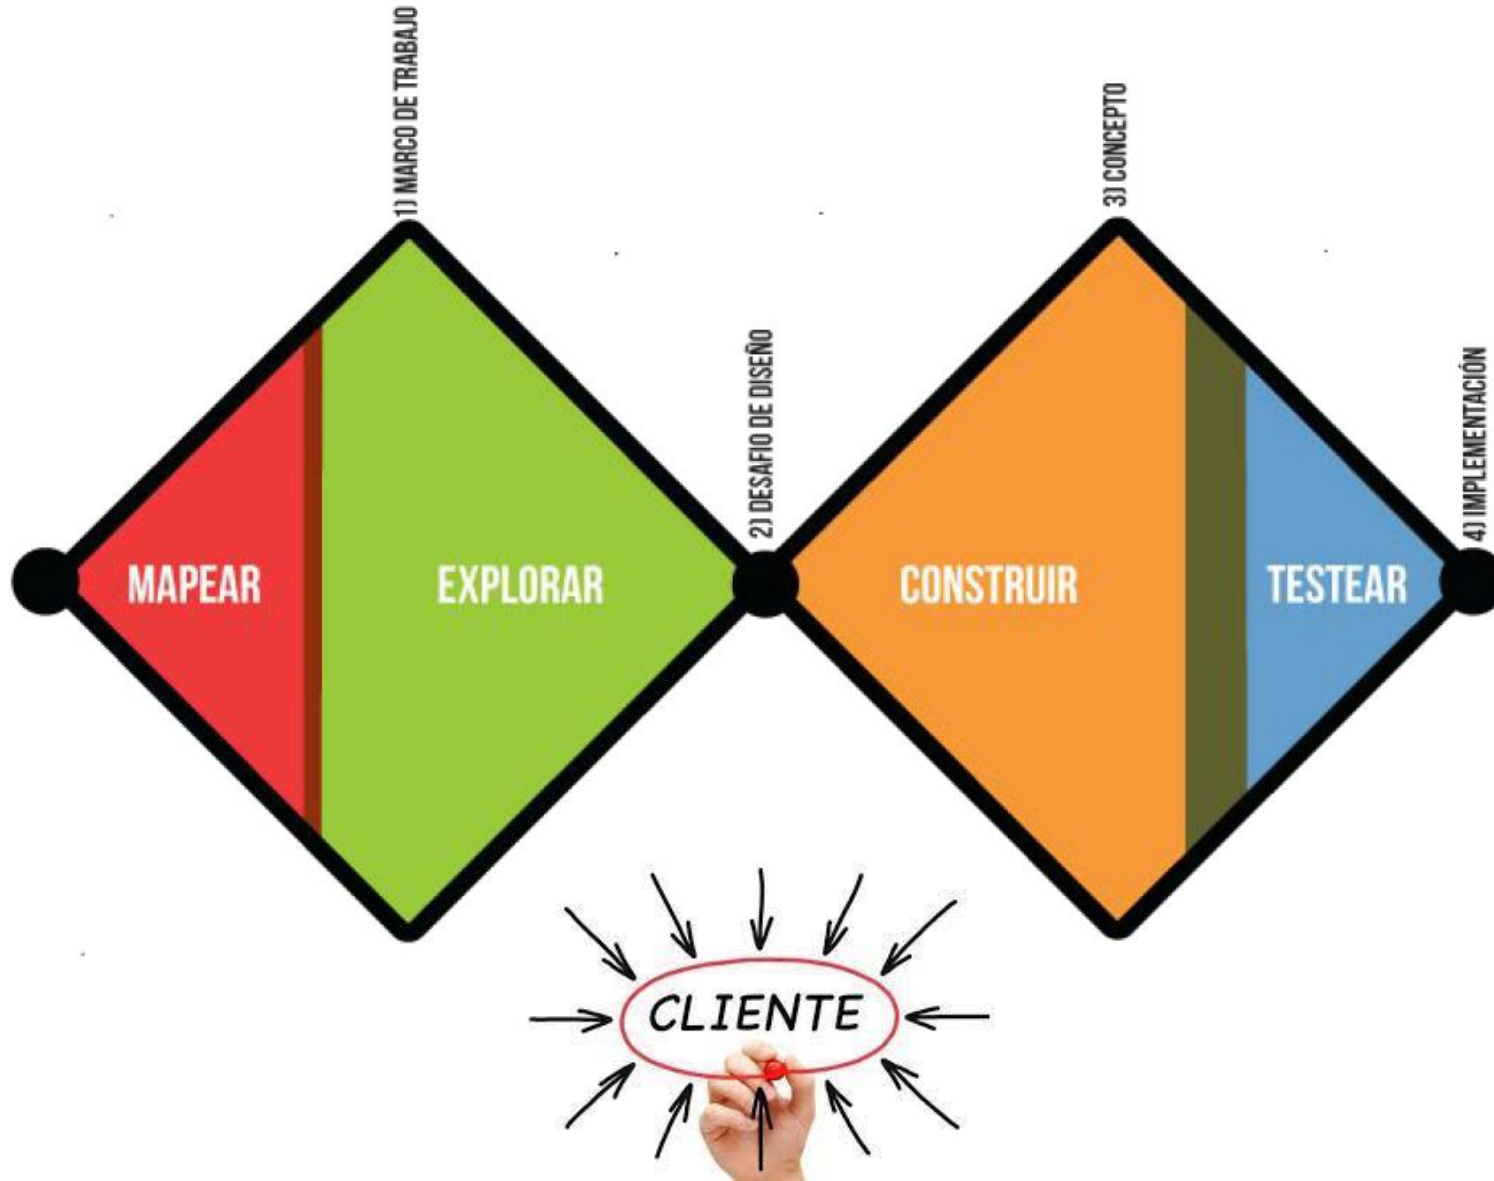 1) MARCO DE TRABAJO
3) CONCEPTO
2) DESAFIO DE DISEÑO
4) IMPLEMENTACIÓN
MAPEAR
EXPLORAR
CONSTRUIR
TESTEAR
CLIENTE